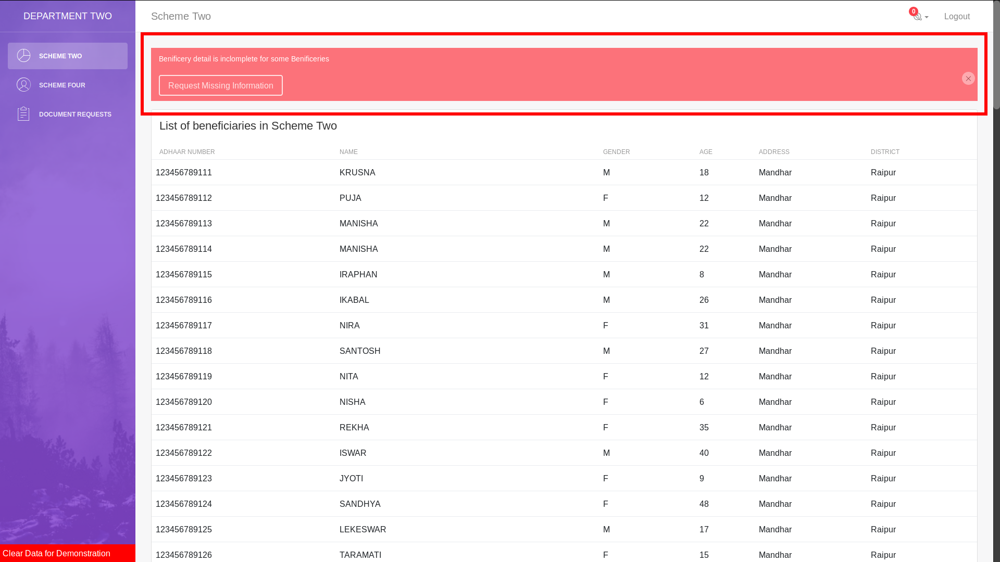 DEPARTMENT TWO
SCHEME TWO
SCHEME FOUR
DOCUMENT REQUESTS
Clear Data for Demonstration
Scheme Two
0
Logout
Benificery detail is inclomplete for some Benificeries
Request Missing Information
List of beneficiaries in Scheme Two
ADHAAR NUMBER NAME GENDER AGE ADDRESS DISTRICT
123456789111 KRUSNA M 18 Mandhar Raipur
123456789112 PUJA F 12 Mandhar Raipur
123456789113 MANISHA M 22 Mandhar Raipur
123456789114 MANISHA M 22 Mandhar Raipur
123456789115 IRAPHAN M 8 Mandhar Raipur
123456789116 IKABAL M 26 Mandhar Raipur
123456789117 NIRA F 31 Mandhar Raipur
123456789118 SANTOSH M 27 Mandhar Raipur
123456789119 NITA F 12 Mandhar Raipur
123456789120 NISHA F 6 Mandhar Raipur
123456789121 REKHA F 35 Mandhar Raipur
123456789122 ISWAR M 40 Mandhar Raipur
123456789123 JYOTI F 9 Mandhar Raipur
123456789124 SANDHYA F 48 Mandhar Raipur
123456789125 LEKESWAR M 17 Mandhar Raipur
123456789126 TARAMATI F 15 Mandhar Raipur